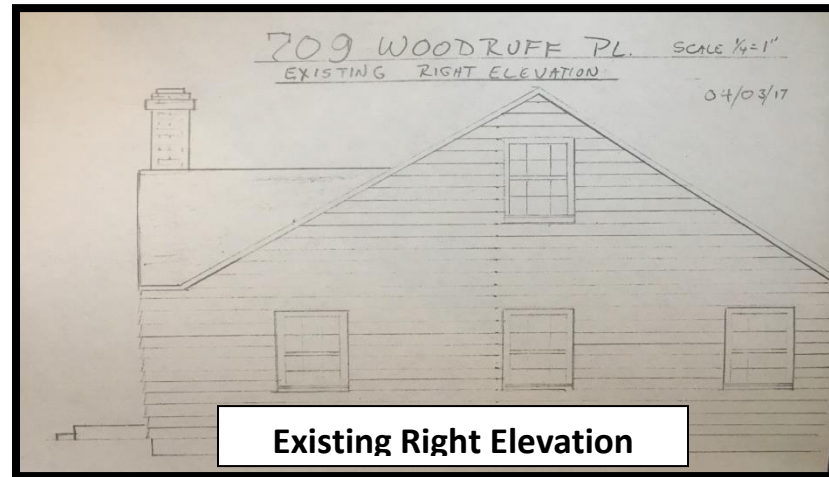 709 WOODRUFF PL. SCALE 1/4=1"
EXISTING RIGHT ELEVATION
04/03/17
Existing Right Elevation